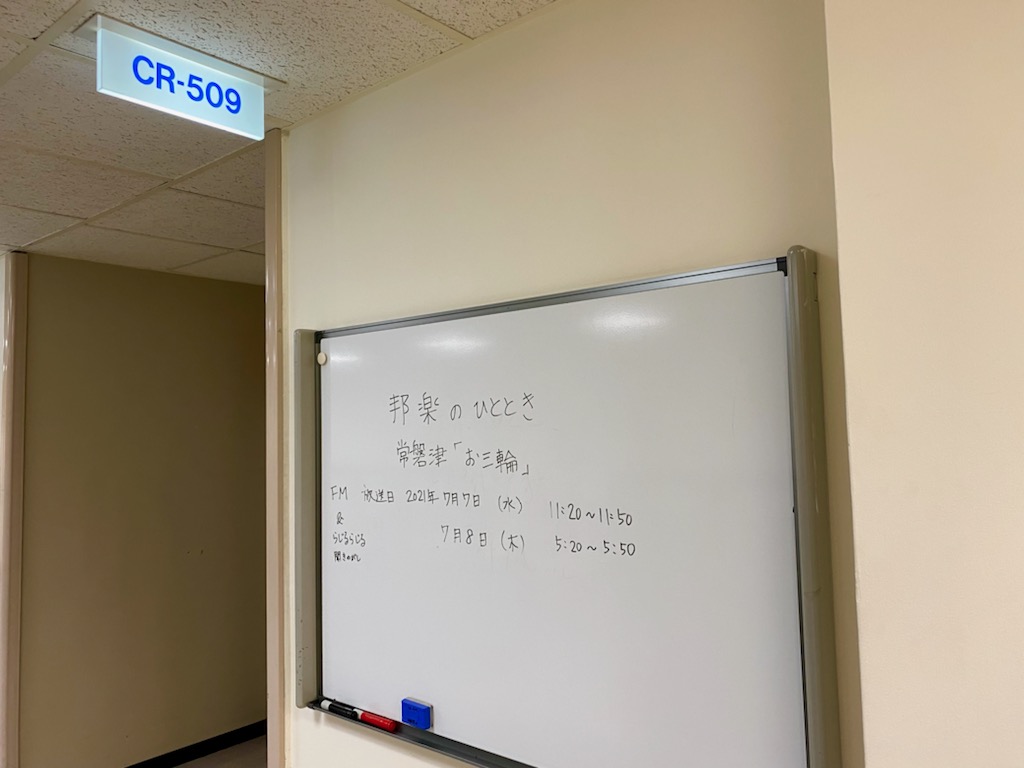 CR-509
邦楽のひととき
常磐津「お三輪」
FM 放送日 2021年7月7日 (水) 11:20~11:50
&
らじるらじる 7月8日 (木) 5:20~5:50
聞きのがし